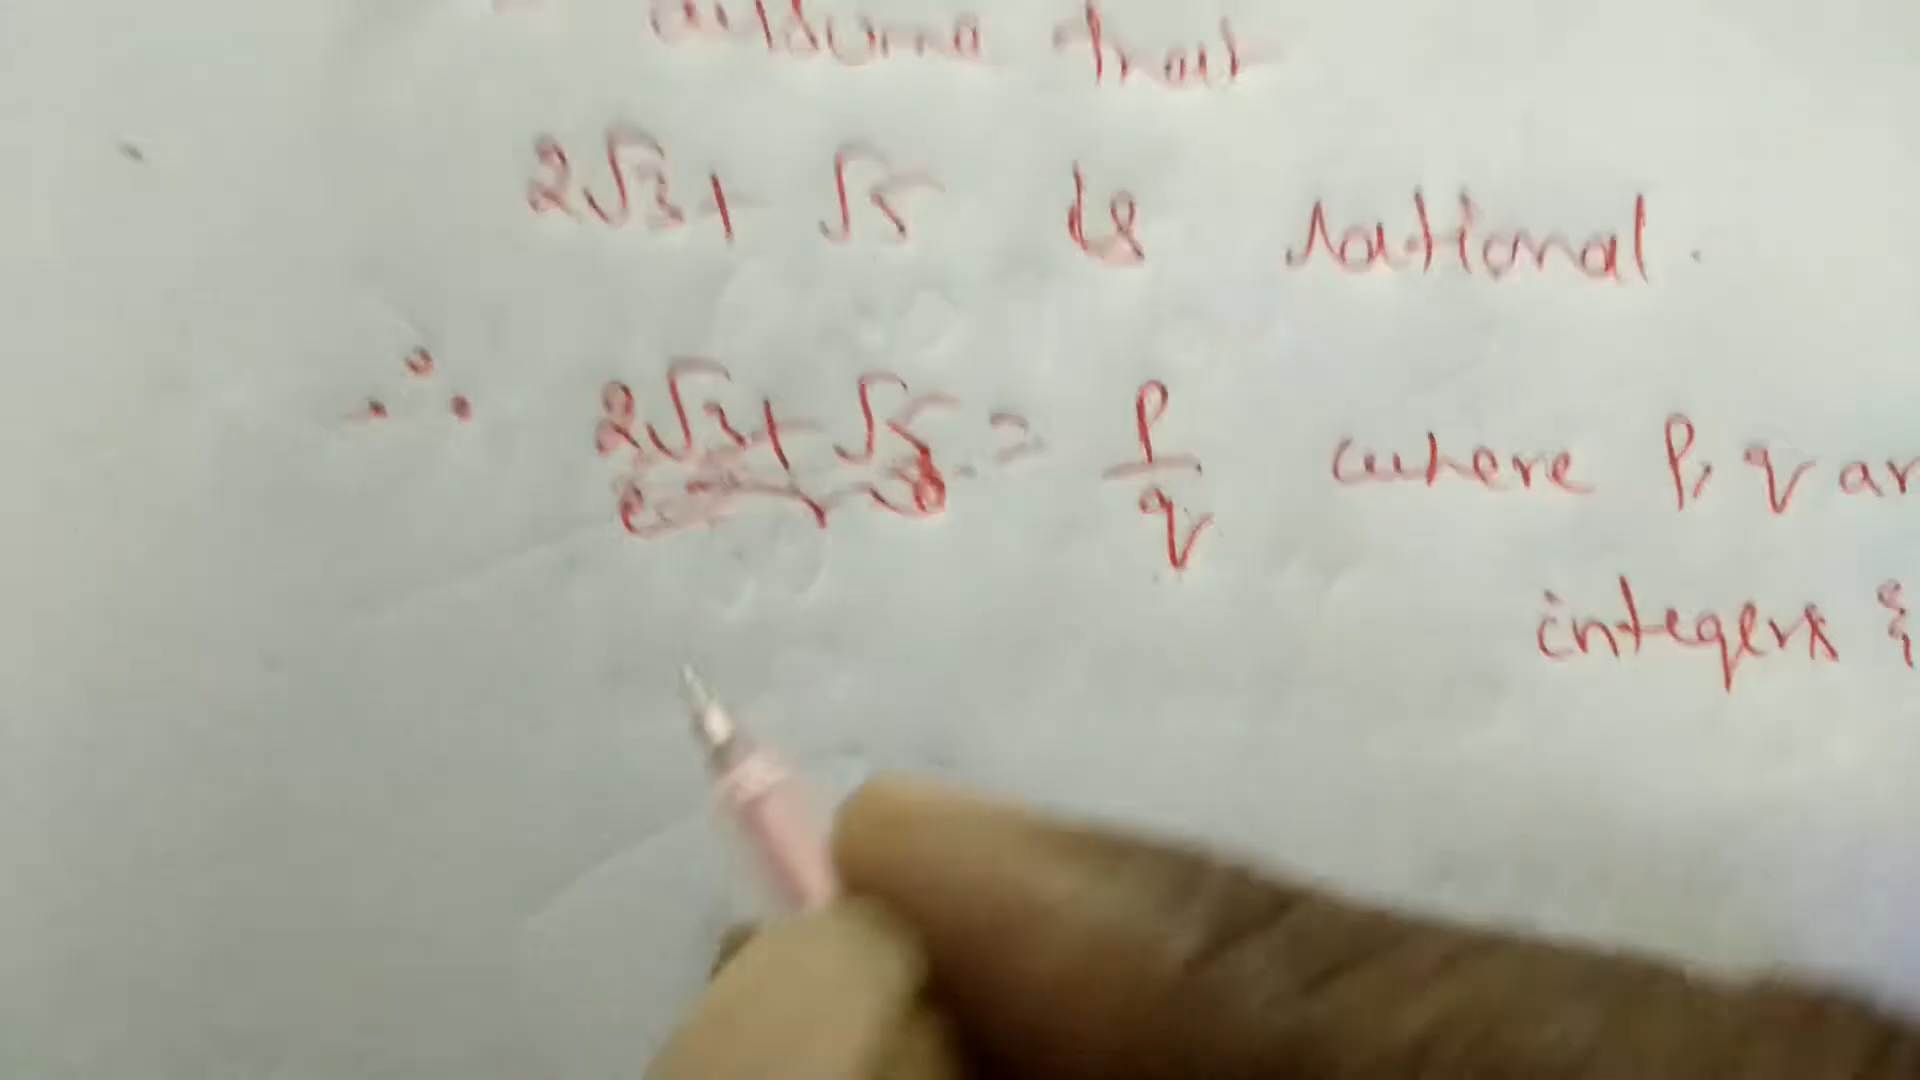 assume that
2√3 + √5 is rational.
∴ 2√3 + √5 = p/q where p, q ar
integers &